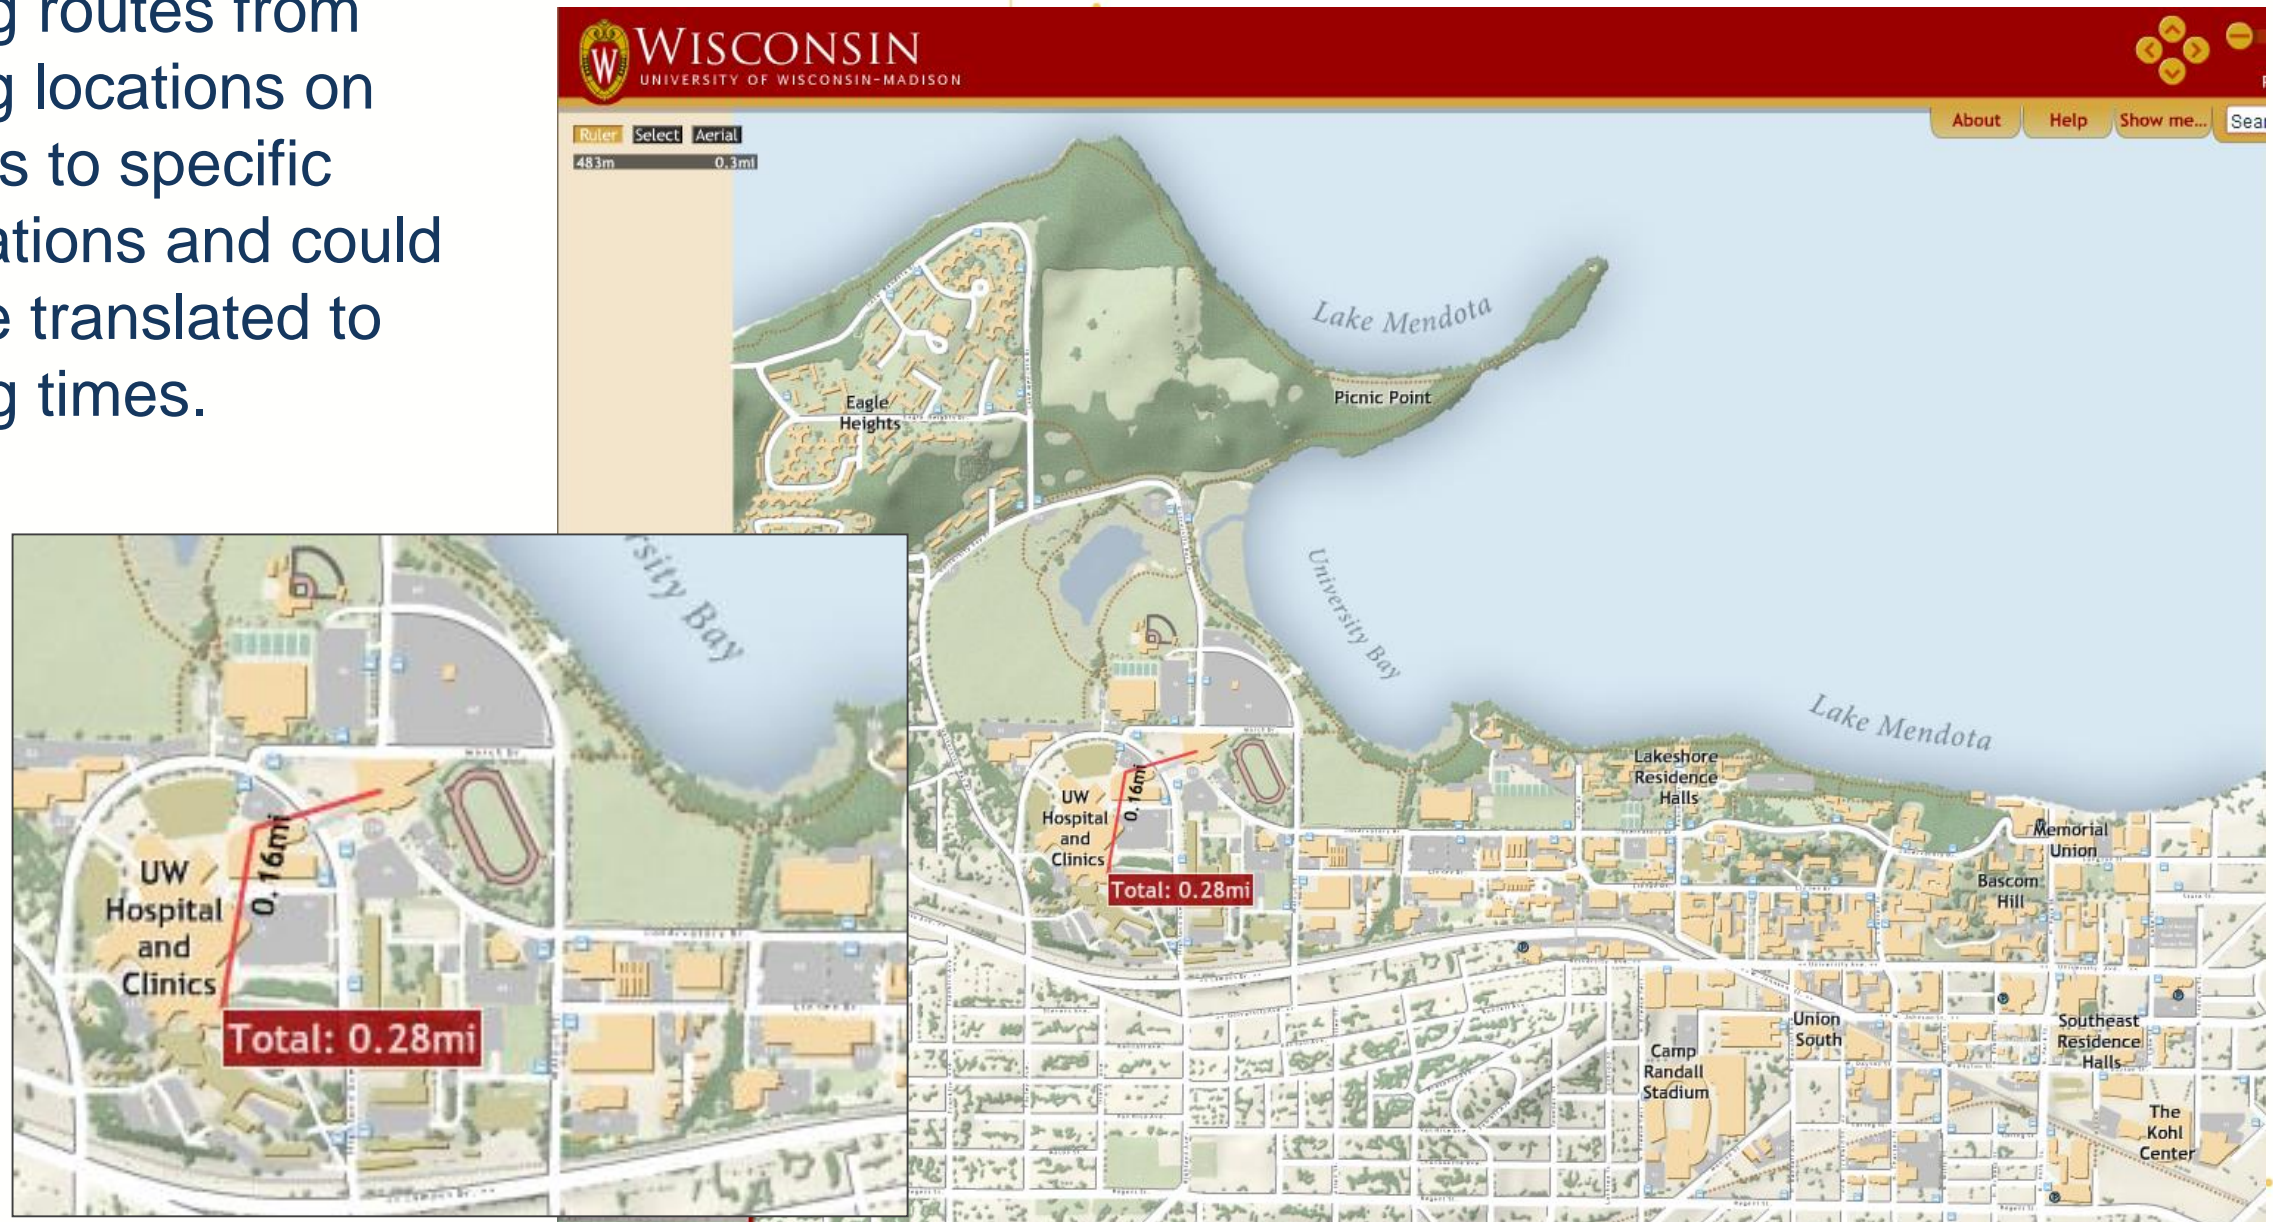 g routes from
g locations on
s to specific
ations and could
e translated to
g times.
WISCONSIN
UNIVERSITY OF WISCONSIN-MADISON
About
Help
Show me...
Sear
Ruler
Select
Aerial
483m
0.3mi
Lake Mendota
Picnic Point
Eagle
Heights
University Bay
Lake Mendota
Lakeshore
Residence
Halls
UW
Hospital
and
Clinics
0.16mi
Total: 0.28mi
Memorial
Union
Bascom
Hill
Union
South
Southeast
Residence
Halls
Camp
Randall
Stadium
The
Kohl
Center
rsity Bay
UW
Hospital
and
Clinics
0.16mi
Total: 0.28mi